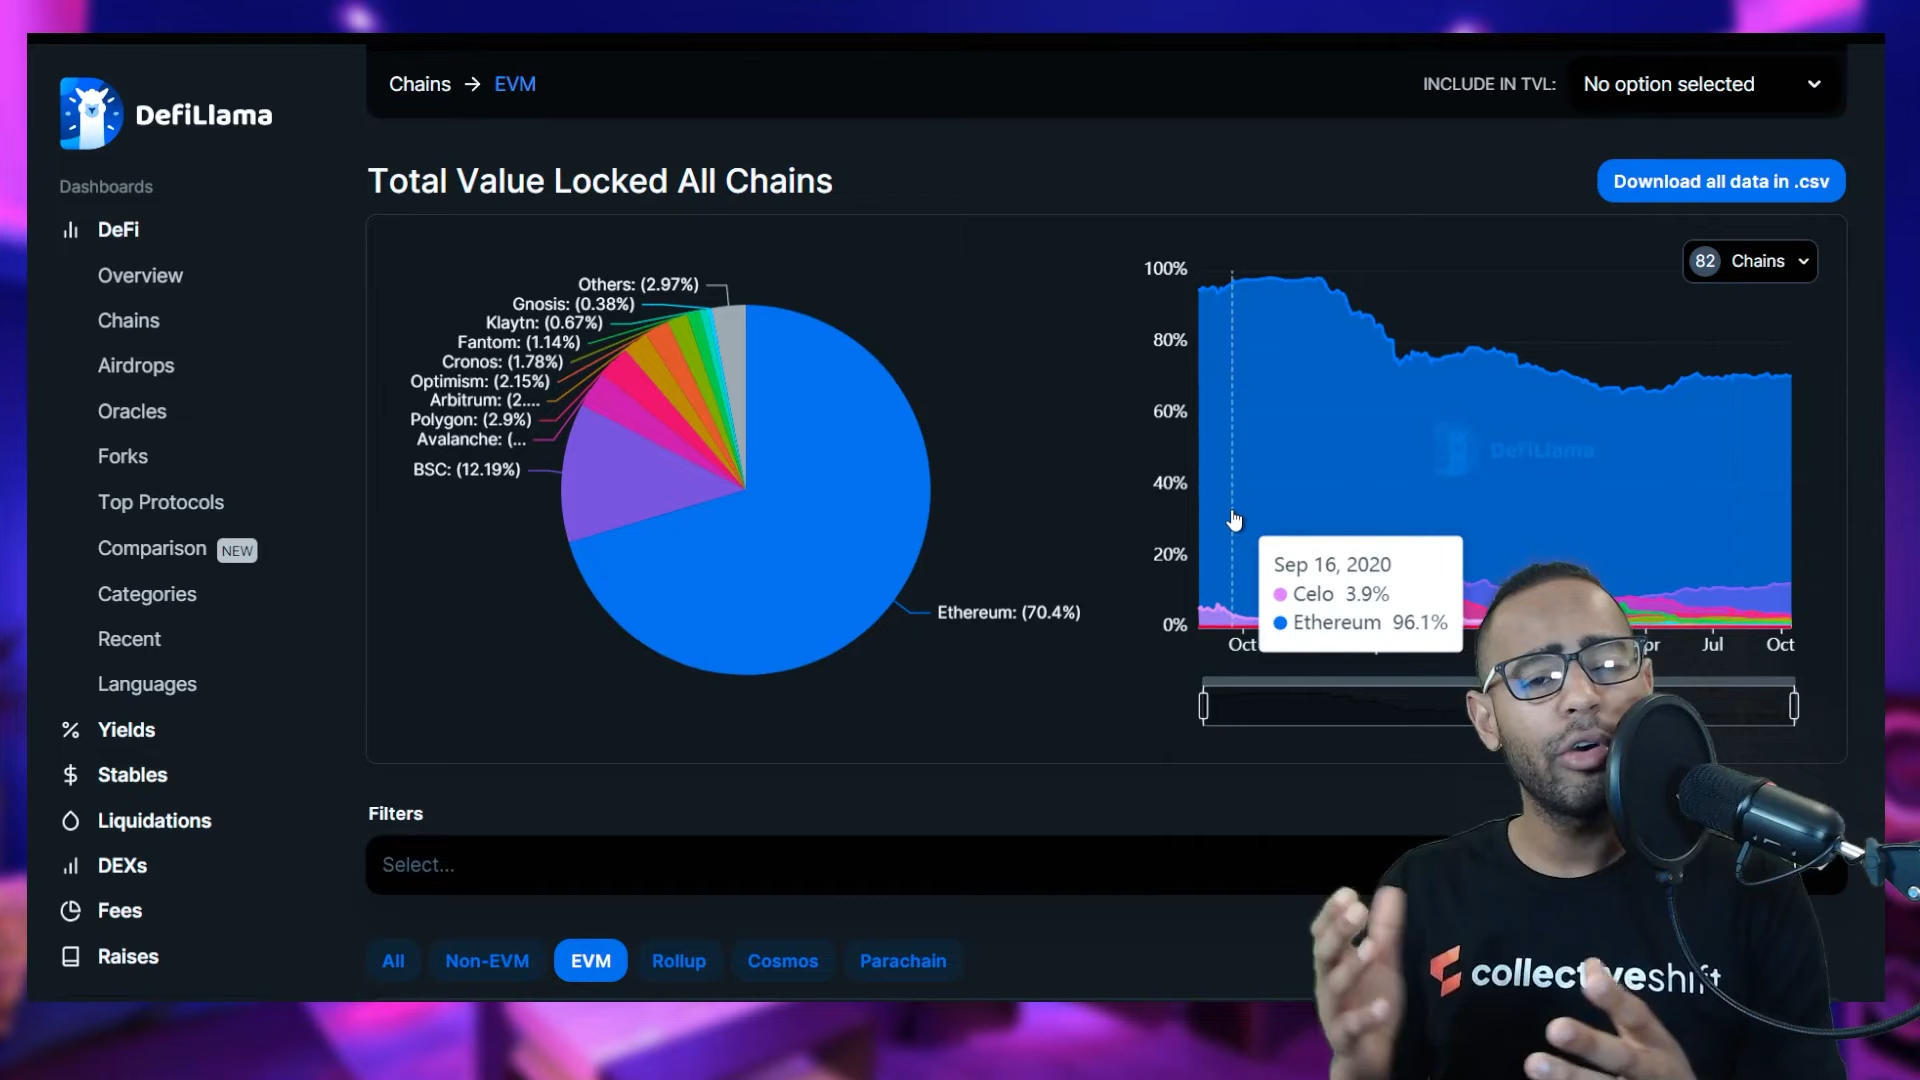 DefiLlama
Dashboards
DeFi
Overview
Chains
Airdrops
Oracles
Forks
Top Protocols
Comparison NEW
Categories
Recent
Languages
Yields
Stables
Liquidations
DEXs
Fees
Raises
Chains → EVM
INCLUDE IN TVL: No option selected
Total Value Locked All Chains
Download all data in .csv
Others: (2.97%)
Gnosis: (0.38%)
Klaytn: (0.67%)
Fantom: (1.14%)
Cronos: (1.78%)
Optimism: (2.15%)
Arbitrum: (2....
Polygon: (2.9%)
Avalanche: (...
BSC: (12.19%)
Ethereum: (70.4%)
82 Chains
100%
80%
60%
40%
20%
0%
DefiLlama
Sep 16, 2020
Celo 3.9%
Ethereum 96.1%
Oct
pr
Jul
Oct
Filters
Select...
All
Non-EVM
EVM
Rollup
Cosmos
Parachain
collectiveshift